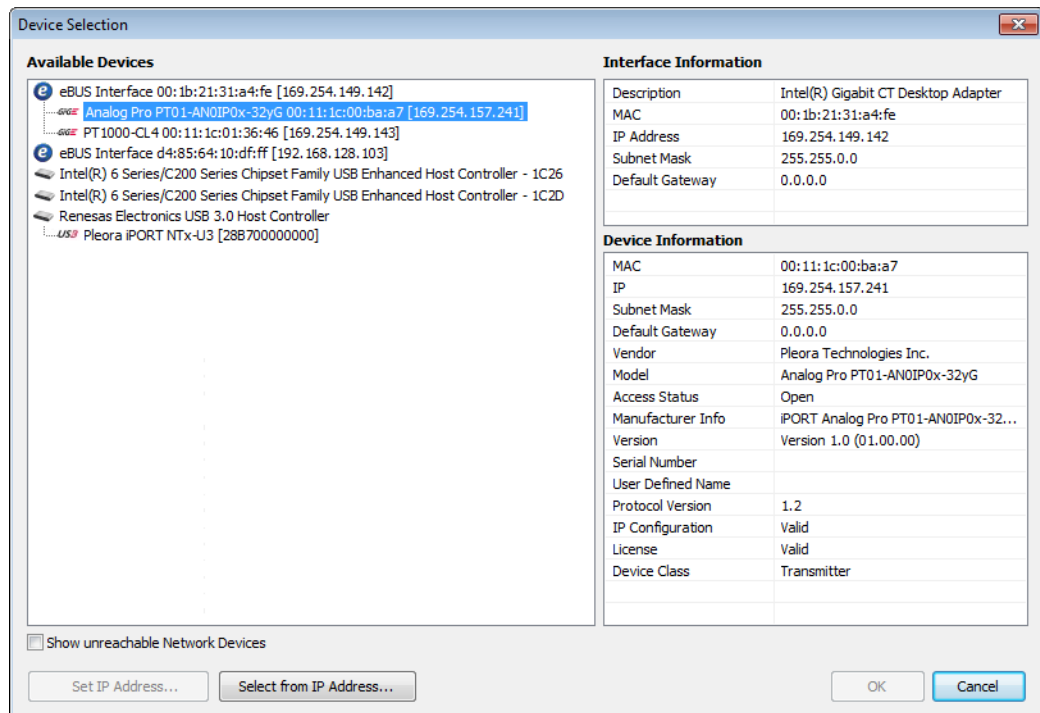 Device Selection
Available Devices
eBUS Interface 00:1b:21:31:a4:fe [169.254.149.142]
GIGE Analog Pro PT01-AN0IP0x-32yG 00:11:1c:00:ba:a7 [169.254.157.241]
GIGE PT1000-CL4 00:11:1c:01:36:46 [169.254.149.143]
eBUS Interface d4:85:64:10:df:ff [192.168.128.103]
Intel(R) 6 Series/C200 Series Chipset Family USB Enhanced Host Controller - 1C26
Intel(R) 6 Series/C200 Series Chipset Family USB Enhanced Host Controller - 1C2D
Renesas Electronics USB 3.0 Host Controller
USB Pleora iPORT NTx-U3 [28B700000000]
Show unreachable Network Devices
Set IP Address...
Select from IP Address...
Interface Information
Description Intel(R) Gigabit CT Desktop Adapter
MAC 00:1b:21:31:a4:fe
IP Address 169.254.149.142
Subnet Mask 255.255.0.0
Default Gateway 0.0.0.0
Device Information
MAC 00:11:1c:00:ba:a7
IP 169.254.157.241
Subnet Mask 255.255.0.0
Default Gateway 0.0.0.0
Vendor Pleora Technologies Inc.
Model Analog Pro PT01-AN0IP0x-32yG
Access Status Open
Manufacturer Info iPORT Analog Pro PT01-AN0IP0x-32...
Version Version 1.0 (01.00.00)
Serial Number
User Defined Name
Protocol Version 1.2
IP Configuration Valid
License Valid
Device Class Transmitter
OK
Cancel